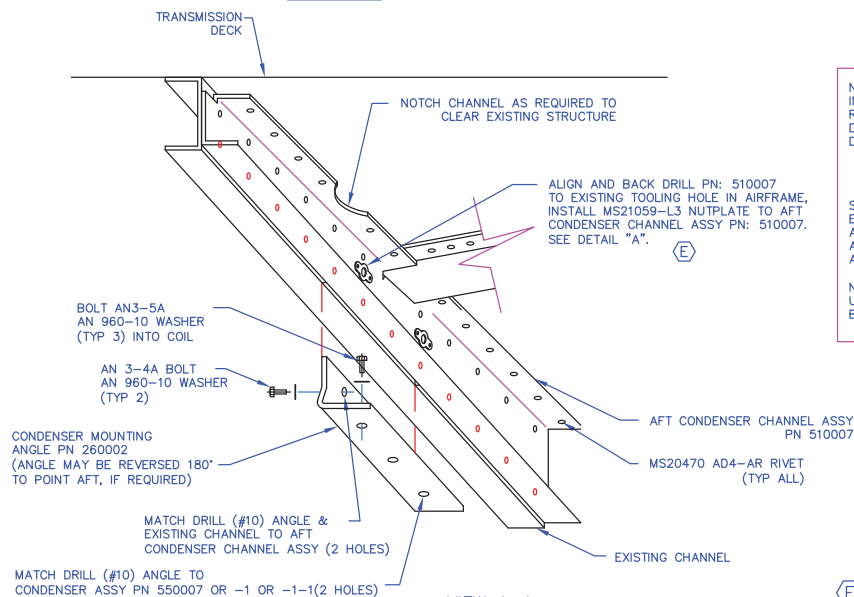 TRANSMISSION
DECK
NOTCH CHANNEL AS REQUIRED TO
CLEAR EXISTING STRUCTURE
ALIGN AND BACK DRILL PN: 510007
TO EXISTING TOOLING HOLE IN AIRFRAME,
INSTALL MS21059-L3 NUTPLATE TO AFT
CONDENSER CHANNEL ASSY PN: 510007.
SEE DETAIL "A".
E
BOLT AN3-5A
AN 960-10 WASHER
(TYP 3) INTO COIL
AN 3-4A BOLT
AN 960-10 WASHER
(TYP 2)
CONDENSER MOUNTING
ANGLE PN 260002
(ANGLE MAY BE REVERSED 180°
TO POINT AFT, IF REQUIRED)
AFT CONDENSER CHANNEL ASSY
PN 510007
MS20470 AD4-AR RIVET
(TYP ALL)
MATCH DRILL (#10) ANGLE &
EXISTING CHANNEL TO AFT
CONDENSER CHANNEL ASSY (2 HOLES)
EXISTING CHANNEL
MATCH DRILL (#10) ANGLE TO
CONDENSER ASSY PN 550007 OR -1 OR -1-1(2 HOLES)